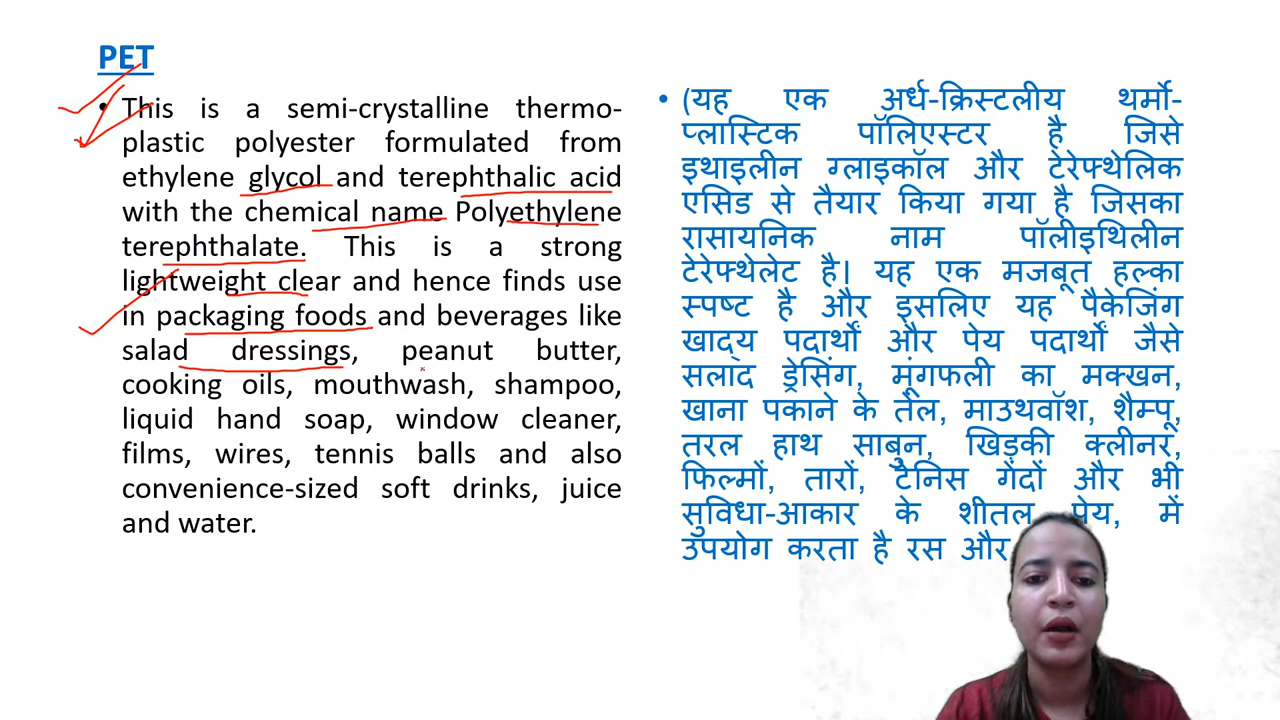 PET
• This is a semi-crystalline thermo-
plastic polyester formulated from
ethylene glycol and terephthalic acid
with the chemical name Polyethylene
terephthalate. This is a strong
lightweight clear and hence finds use
in packaging foods and beverages like
salad dressings, peanut butter,
cooking oils, mouthwash, shampoo,
liquid hand soap, window cleaner,
films, wires, tennis balls and also
convenience-sized soft drinks, juice
and water.
• (यह एक अर्ध-क्रिस्टलीय थर्मो-
प्लास्टिक पॉलिएस्टर है जिसे
इथाइलीन ग्लाइकॉल और टेरेफ्थेलिक
एसिड से तैयार किया गया है जिसका
रासायनिक नाम पॉलीइथिलीन
टेरेफ्थेलेट है। यह एक मजबूत हल्का
स्पष्ट है और इसलिए यह पैकेजिंग
खाद्य पदार्थों और पेय पदार्थों जैसे
सलाद ड्रेसिंग, मूंगफली का मक्खन,
खाना पकाने के तेल, माउथवॉश, शैम्पू,
तरल हाथ साबुन, खिड़की क्लीनर,
फिल्मों, तारों, टेनिस गेंदों और भी
सुविधा-आकार के शीतल पेय, में
उपयोग करता है रस और